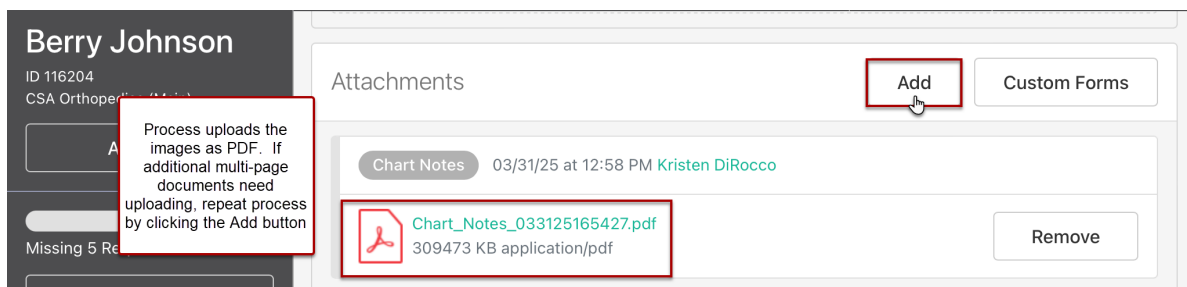 Berry Johnson
ID 116204
CSA Orthopedics (Main)
Process uploads the
images as PDF.  If
additional multi-page
documents need
uploading, repeat process
by clicking the Add button
Missing 5
Attachments
Add
Custom Forms
Chart Notes 03/31/25 at 12:58 PM Kristen DiRocco
Chart_Notes_033125165427.pdf
309473 KB application/pdf
Remove